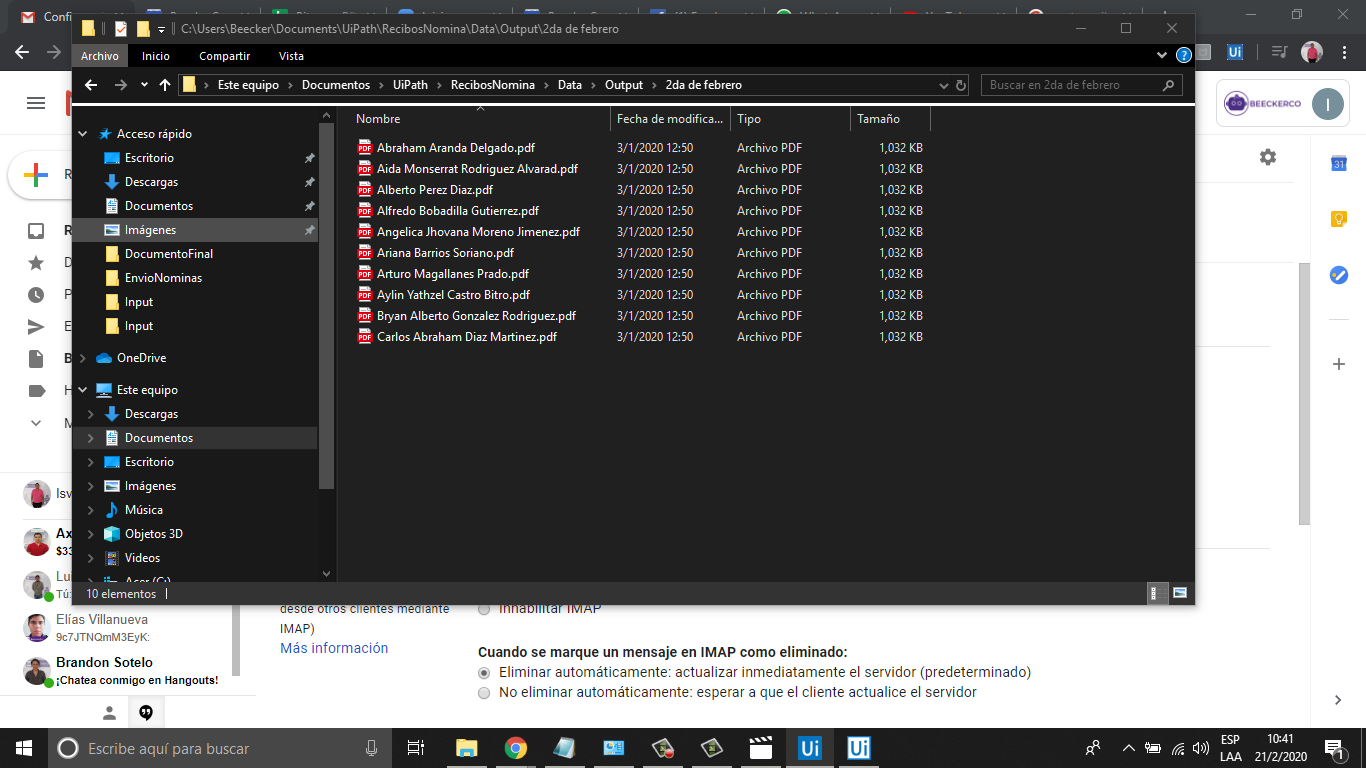 C:\Users\Beecker\Documents\UiPath\RecibosNomina\Data\Output\2da de febrero
Archivo Inicio Compartir Vista
Este equipo Documentos UiPath RecibosNomina Data Output 2da de febrero
Buscar en 2da de febrero
BEECKERCO I
Acceso rápido
Escritorio
Descargas
Documentos
Imágenes
DocumentoFinal
EnvioNominas
Input
Input
OneDrive
Este equipo
Descargas
Documentos
Escritorio
Imágenes
Música
Objetos 3D
Videos
Acer (C:)
Nombre Fecha de modifica... Tipo Tamaño
Abraham Aranda Delgado.pdf 3/1/2020 12:50 Archivo PDF 1,032 KB
Aida Monserrat Rodriguez Alvarad.pdf 3/1/2020 12:50 Archivo PDF 1,032 KB
Alberto Perez Diaz.pdf 3/1/2020 12:50 Archivo PDF 1,032 KB
Alfredo Bobadilla Gutierrez.pdf 3/1/2020 12:50 Archivo PDF 1,032 KB
Angelica Jhovana Moreno Jimenez.pdf 3/1/2020 12:50 Archivo PDF 1,032 KB
Ariana Barrios Soriano.pdf 3/1/2020 12:50 Archivo PDF 1,032 KB
Arturo Magallanes Prado.pdf 3/1/2020 12:50 Archivo PDF 1,032 KB
Aylin Yathzel Castro Bitro.pdf 3/1/2020 12:50 Archivo PDF 1,032 KB
Bryan Alberto Gonzalez Rodriguez.pdf 3/1/2020 12:50 Archivo PDF 1,032 KB
Carlos Abraham Diaz Martinez.pdf 3/1/2020 12:50 Archivo PDF 1,032 KB
10 elementos
Elías Villanueva
9c7JTNQmM3EyK:
Brandon Sotelo
¡Chatea conmigo en Hangouts!
desde otros clientes mediante
IMAP)
Más información
Inhabilitar IMAP
Cuando se marque un mensaje en IMAP como eliminado:
Eliminar automáticamente: actualizar inmediatamente el servidor (predeterminado)
No eliminar automáticamente: esperar a que el cliente actualice el servidor
Escribe aquí para buscar
ESP
LAA
10:41
21/2/2020
1